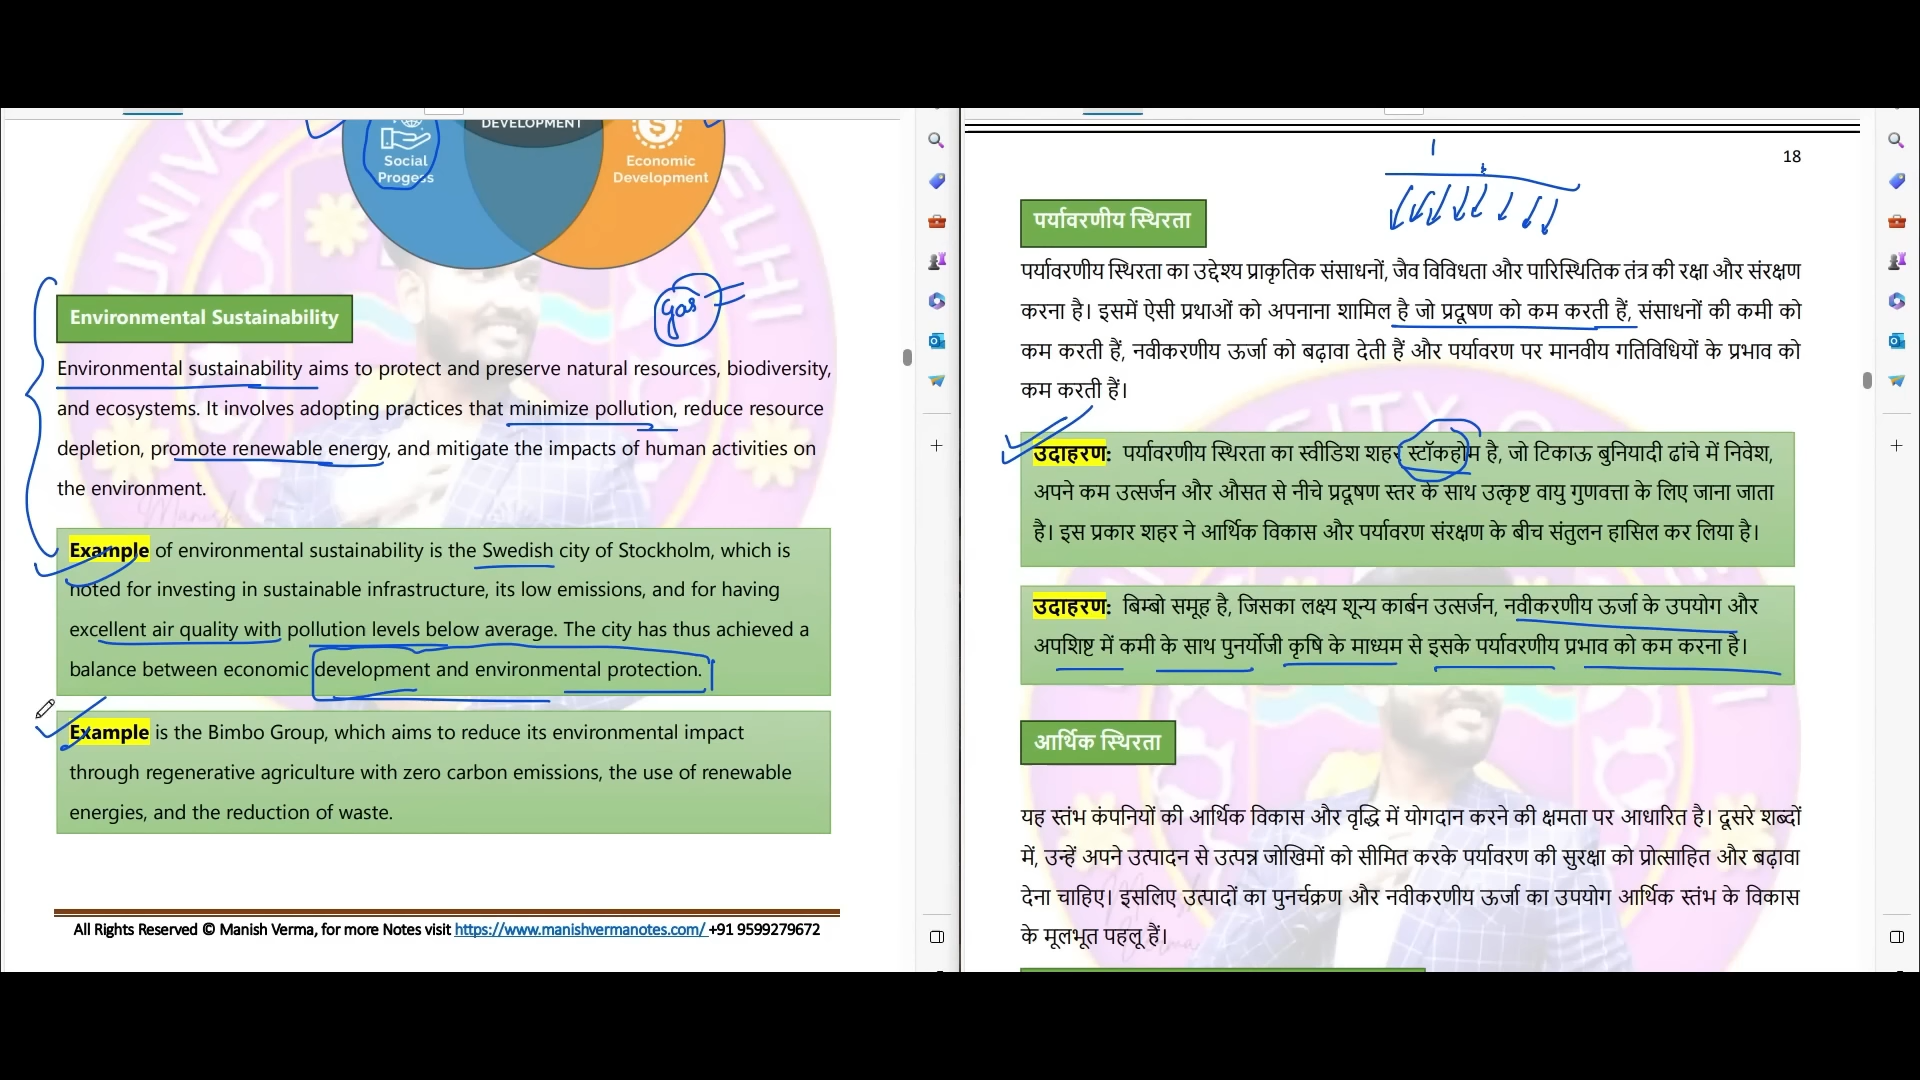 DEVELOPMENT
Social
Progess
Economic
Development
gas
Environmental Sustainability
Environmental sustainability aims to protect and preserve natural resources, biodiversity,
and ecosystems. It involves adopting practices that minimize pollution, reduce resource
depletion, promote renewable energy, and mitigate the impacts of human activities on
the environment.
Example of environmental sustainability is the Swedish city of Stockholm, which is
noted for investing in sustainable infrastructure, its low emissions, and for having
excellent air quality with pollution levels below average. The city has thus achieved a
balance between economic development and environmental protection.
Example is the Bimbo Group, which aims to reduce its environmental impact
through regenerative agriculture with zero carbon emissions, the use of renewable
energies, and the reduction of waste.
All Rights Reserved © Manish Verma, for more Notes visit https://www.manishvermanotes.com/ +91 9599279672
18
पर्यावरणीय स्थिरता
पर्यावरणीय स्थिरता का उद्देश्य प्राकृतिक संसाधनों, जैव विविधता और पारिस्थितिक तंत्र की रक्षा और संरक्षण
करना है। इसमें ऐसी प्रथाओं को अपनाना शामिल है जो प्रदूषण को कम करती हैं, संसाधनों की कमी को
कम करती हैं, नवीकरणीय ऊर्जा को बढ़ावा देती हैं और पर्यावरण पर मानवीय गतिविधियों के प्रभाव को
कम करती हैं।
उदाहरण: पर्यावरणीय स्थिरता का स्वीडिश शहर स्टॉकहोम है, जो टिकाऊ बुनियादी ढांचे में निवेश,
अपने कम उत्सर्जन और औसत से नीचे प्रदूषण स्तर के साथ उत्कृष्ट वायु गुणवत्ता के लिए जाना जाता
है। इस प्रकार शहर ने आर्थिक विकास और पर्यावरण संरक्षण के बीच संतुलन हासिल कर लिया है।
उदाहरण: बिम्बो समूह है, जिसका लक्ष्य शून्य कार्बन उत्सर्जन, नवीकरणीय ऊर्जा के उपयोग और
अपशिष्ट में कमी के साथ पुनर्योजी कृषि के माध्यम से इसके पर्यावरणीय प्रभाव को कम करना है।
आर्थिक स्थिरता
यह स्तंभ कंपनियों की आर्थिक विकास और वृद्धि में योगदान करने की क्षमता पर आधारित है। दूसरे शब्दों
में, उन्हें अपने उत्पादन से उत्पन्न जोखिमों को सीमित करके पर्यावरण की सुरक्षा को प्रोत्साहित और बढ़ावा
देना चाहिए। इसलिए उत्पादों का पुनर्चक्रण और नवीकरणीय ऊर्जा का उपयोग आर्थिक स्तंभ के विकास
के मूलभूत पहलू हैं।